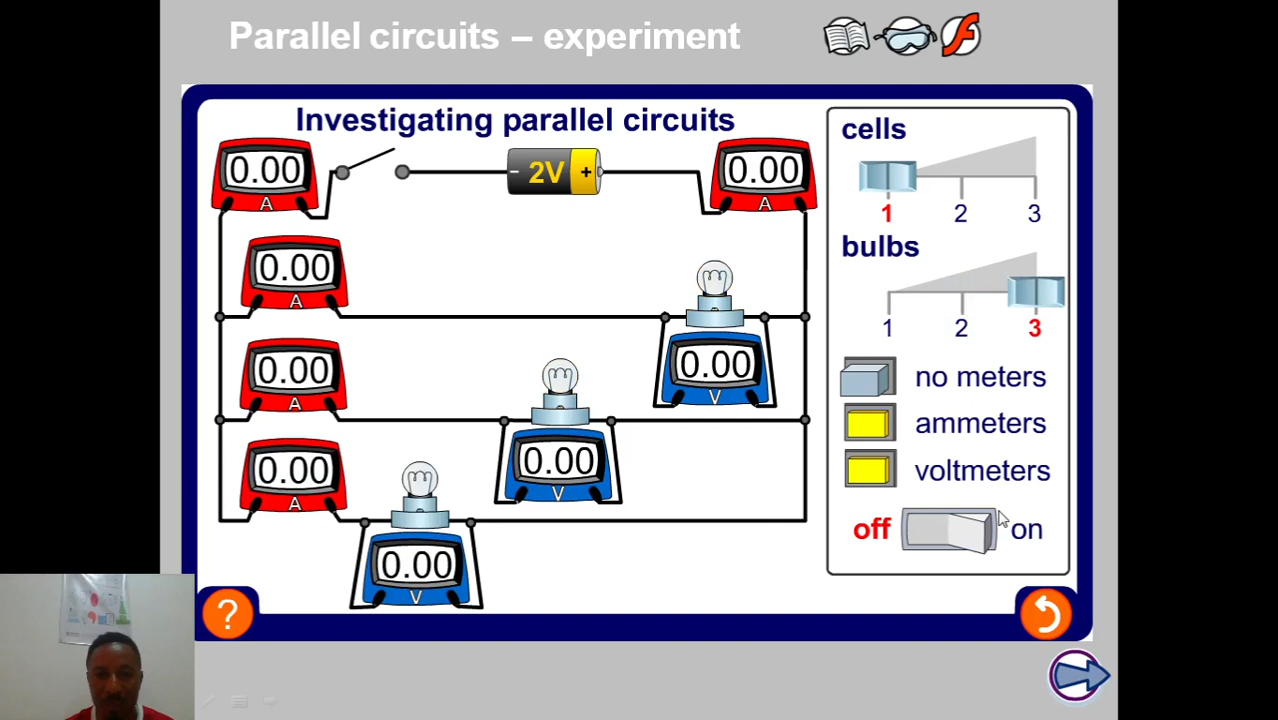 Parallel circuits – experiment
Investigating parallel circuits
0.00
A
2V
- +
0.00
A
0.00
A
0.00
V
0.00
A
0.00
V
0.00
A
0.00
V
cells
1 2 3
bulbs
1 2 3
no meters
ammeters
voltmeters
off on
?